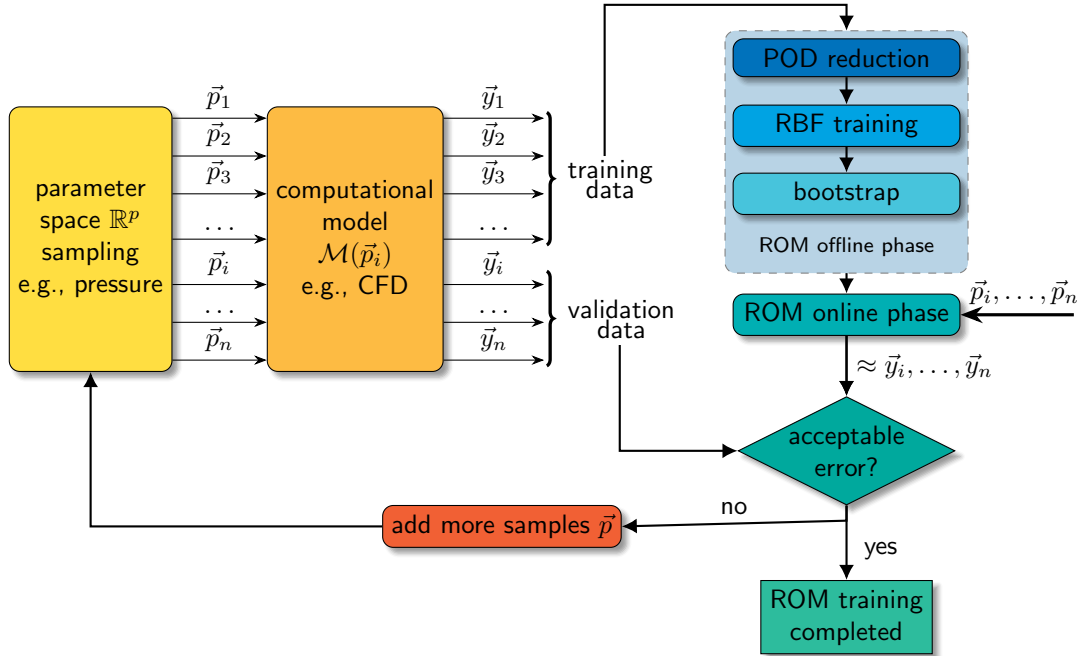 parameter
space ℝᵖ
sampling
e.g., pressure
p⃗₁
p⃗₂
p⃗₃
...
p⃗ᵢ
...
p⃗ₙ
computational
model
ℳ(p⃗ᵢ)
e.g., CFD
y⃗₁
y⃗₂
y⃗₃
...
y⃗ᵢ
...
y⃗ₙ
training
data
validation
data
POD reduction
RBF training
bootstrap
ROM offline phase
ROM online phase
p⃗ᵢ, . . . , p⃗ₙ
≈ y⃗ᵢ, . . . , y⃗ₙ
acceptable
error?
no
add more samples p⃗
yes
ROM training
completed